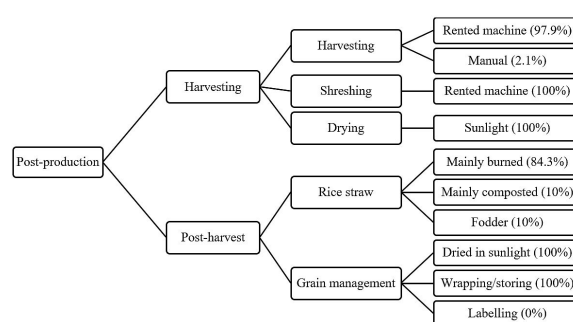 Post-production
Harvesting
Post-harvest
Harvesting
Shreshing
Drying
Rice straw
Grain management
Rented machine (97.9%)
Manual (2.1%)
Rented machine (100%)
Sunlight (100%)
Mainly burned (84.3%)
Mainly composted (10%)
Fodder (10%)
Dried in sunlight (100%)
Wrapping/storing (100%)
Labelling (0%)